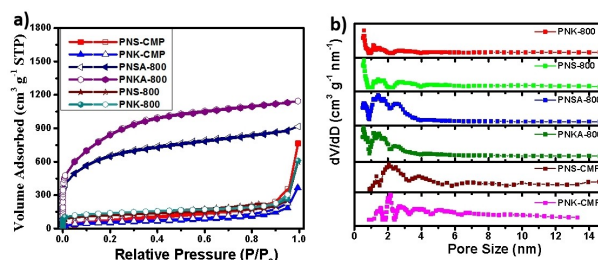 a)
Volume Adsorbed (cm³ g⁻¹ STP)
1800
1500
1200
900
600
300
0
PNS-CMP
PNK-CMP
PNSA-800
PNKA-800
PNS-800
PNK-800
0.0 0.2 0.4 0.6 0.8 1.0
Relative Pressure (P/P₀)
b)
dV/dD (cm³ g⁻¹ nm⁻¹)
PNK-800
PNS-800
PNSA-800
PNKA-800
PNS-CMP
PNK-CMP
0 2 4 6 8 10 12 14
Pore Size (nm)